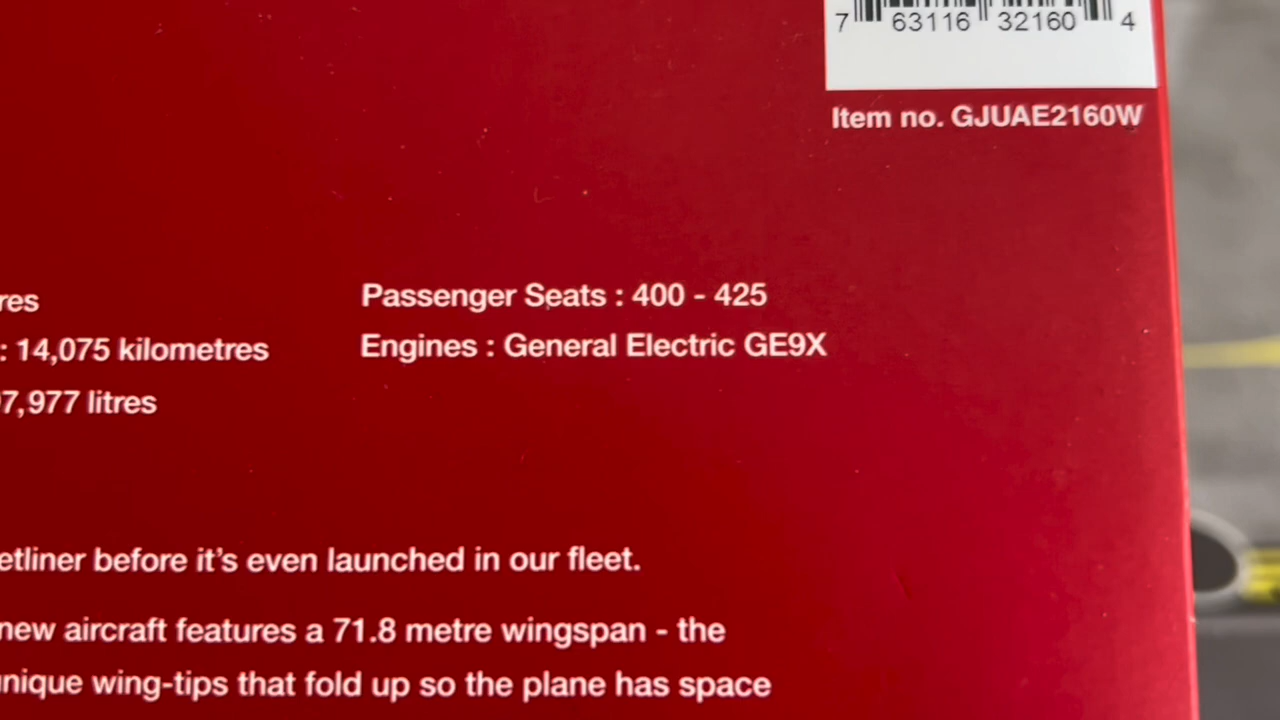 7 63116 32160 4
Item no. GJUAE2160W
res
Passenger Seats : 400 - 425
: 14,075 kilometres
Engines : General Electric GE9X
7,977 litres
etliner before it's even launched in our fleet.
new aircraft features a 71.8 metre wingspan - the
nique wing-tips that fold up so the plane has space